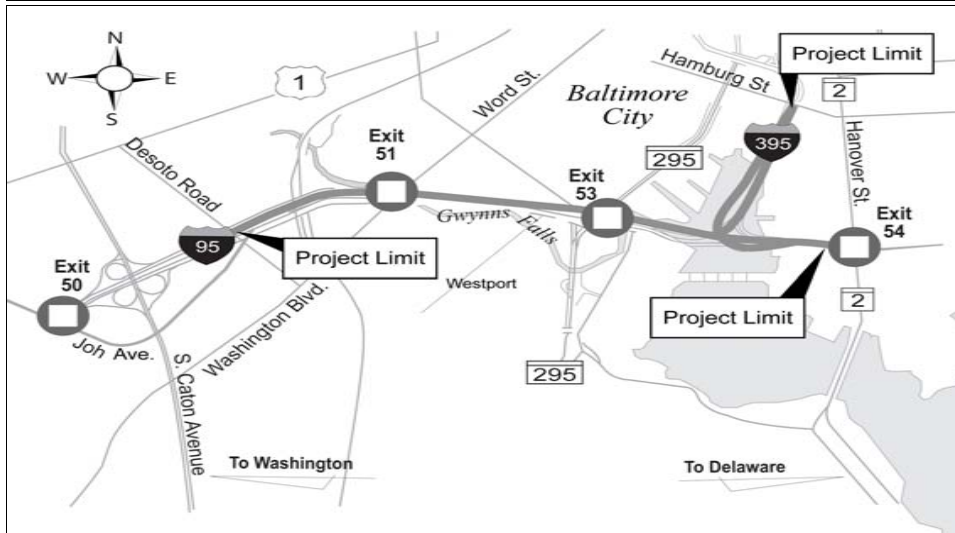 N
W E
S
1
Desoto Road
Exit
51
Word St.
Baltimore
City
Hamburg St
Project Limit
2
Hanover St.
295
395
Exit
53
Exit
54
Gwynns Falls
95
Project Limit
Westport
Exit
50
Joh Ave.
S. Caton Avenue
Washington Blvd.
Project Limit
2
295
To Washington
To Delaware